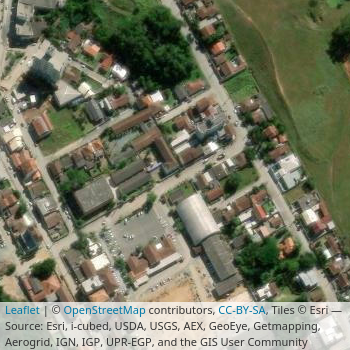 Leaflet | © OpenStreetMap contributors, CC-BY-SA, Tiles © Esri —
Source: Esri, i-cubed, USDA, USGS, AEX, GeoEye, Getmapping,
Aerogrid, IGN, IGP, UPR-EGP, and the GIS User Community